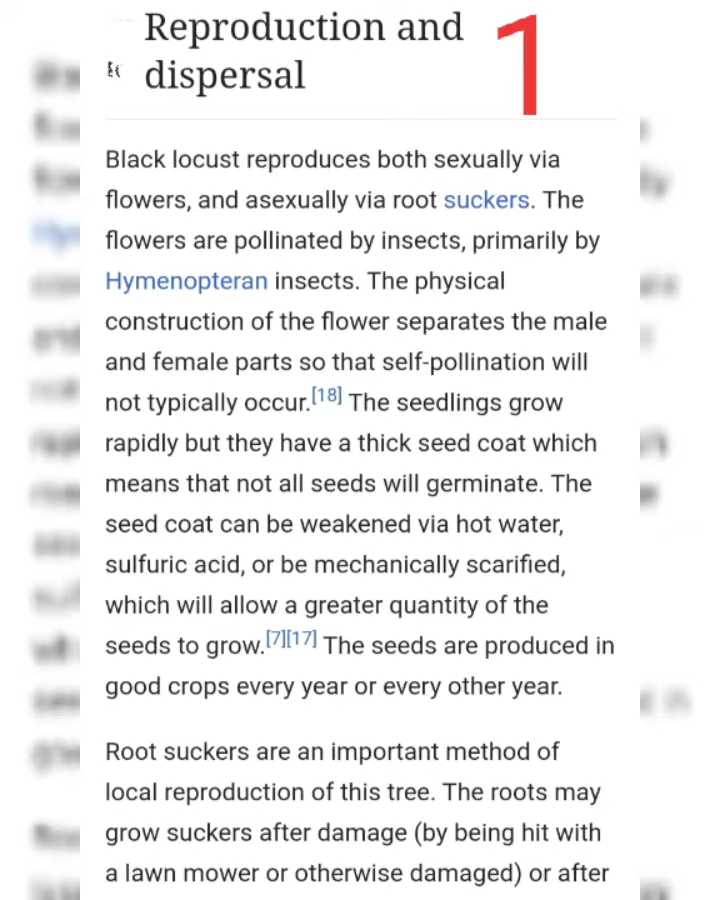 Reproduction and
dispersal
1
Black locust reproduces both sexually via
flowers, and asexually via root suckers. The
flowers are pollinated by insects, primarily by
Hymenopteran insects. The physical
construction of the flower separates the male
and female parts so that self-pollination will
not typically occur.[18] The seedlings grow
rapidly but they have a thick seed coat which
means that not all seeds will germinate. The
seed coat can be weakened via hot water,
sulfuric acid, or be mechanically scarified,
which will allow a greater quantity of the
seeds to grow.[7][17] The seeds are produced in
good crops every year or every other year.
Root suckers are an important method of
local reproduction of this tree. The roots may
grow suckers after damage (by being hit with
a lawn mower or otherwise damaged) or after